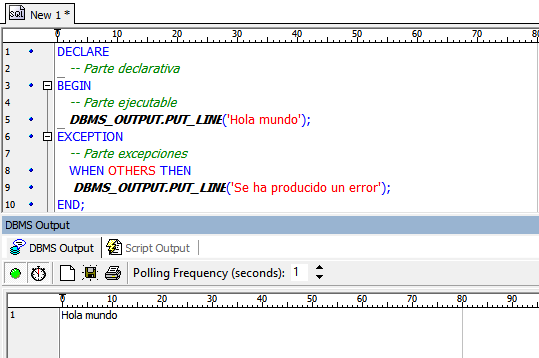 SQL New 1 *
0 10 20 30 40 50 60 70 80
1 DECLARE
2 -- Parte declarativa
3 BEGIN
4 -- Parte ejecutable
5 DBMS_OUTPUT.PUT_LINE('Hola mundo');
6 EXCEPTION
7 -- Parte excepciones
8 WHEN OTHERS THEN
9 DBMS_OUTPUT.PUT_LINE('Se ha producido un error');
10 END;
DBMS Output
DBMS Output Script Output
Polling Frequency (seconds): 1
0 10 20 30 40 50 60 70 80 90
1 Hola mundo